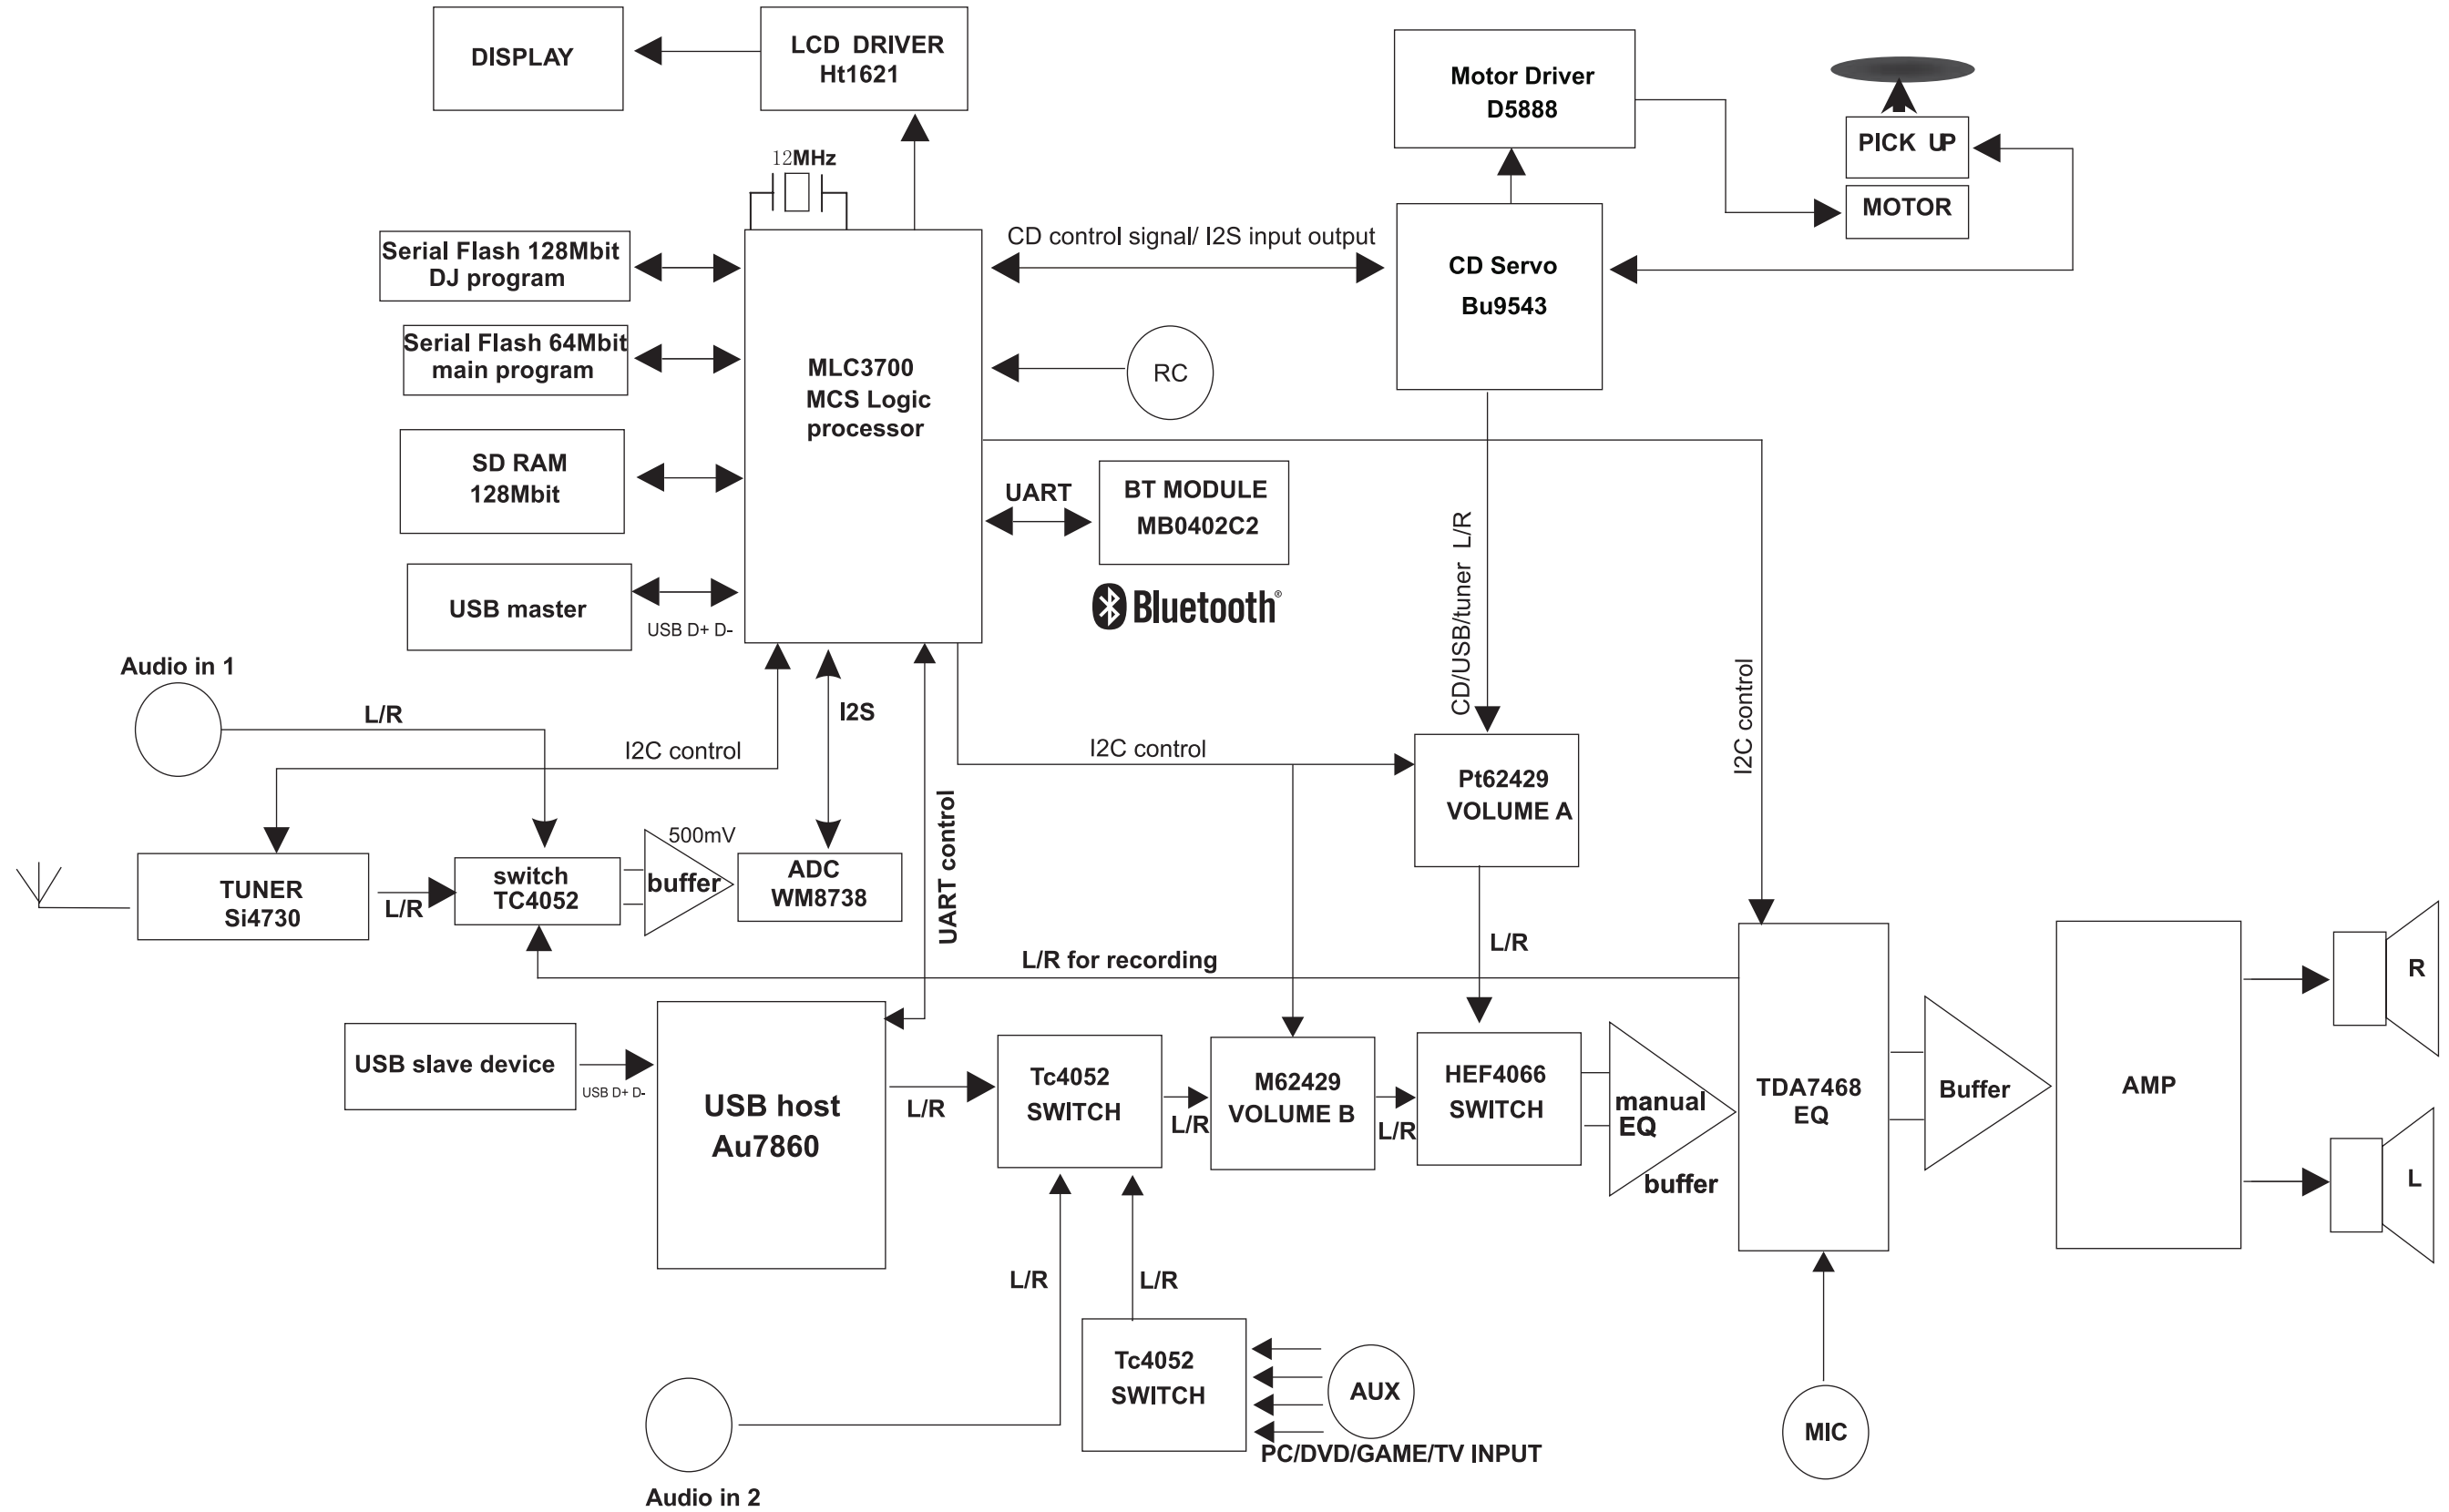 DISPLAY
LCD DRIVER
Ht1621
Motor Driver
D5888
PICK UP
MOTOR
12MHz
Serial Flash 128Mbit
DJ program
CD control signal/ I2S input output
CD Servo
Bu9543
Serial Flash 64Mbit
main program
MLC3700
MCS Logic
processor
RC
SD RAM
128Mbit
UART
BT MODULE
MB0402C2
Bluetooth®
USB master
USB D+ D-
CD/USB/tuner L/R
I2C control
Audio in 1
L/R
I2C control
I2S
I2C control
UART control
Pt62429
VOLUME A
500mV
TUNER
Si4730
L/R
switch
TC4052
buffer
ADC
WM8738
L/R
L/R for recording
R
USB slave device
USB D+ D-
USB host
Au7860
L/R
Tc4052
SWITCH
L/R
M62429
VOLUME B
L/R
HEF4066
SWITCH
manual
EQ
buffer
TDA7468
EQ
Buffer
AMP
L
L/R
L/R
Tc4052
SWITCH
AUX
PC/DVD/GAME/TV INPUT
MIC
Audio in 2